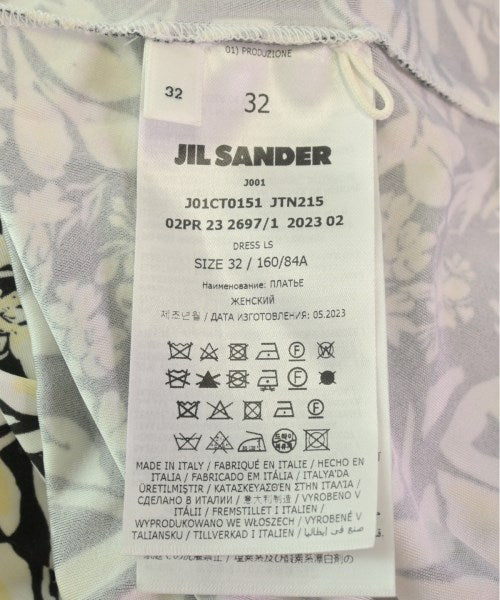 01) PRODUZIONE
32
32
JIL SANDER
J001
J01CT0151 JTN215
02PR 23 2697/1 2023 02
DRESS LS
SIZE 32 / 160/84A
Наименование: ПЛАТЬЕ
ЖЕНСКИЙ
제조년월 / ДАТА ИЗГОТОВЛЕНИЯ: 05.2023
MADE IN ITALY / FABRIQUÉ EN ITALIE / HECHO EN
ITALIA / FABRICADO EM ITÁLIA / ITALYA'DA
ÜRETILMIŞTIR / ΚΑΤΑΣΚΕΥΑΣΘΕΝ ΣΤΗΝ ΙΤΑΛΙΑ /
СДЕЛАНО В ИТАЛИИ / 意大利制造 / VYROBENO V
ITÁLII / FREMSTILLET I ITALIEN /
WYPRODUKOWANO WE WŁOSZECH / VYROBENÉ V
TALIANSKU / TILLVERKAD I ITALIEN / صنع في ايطاليا